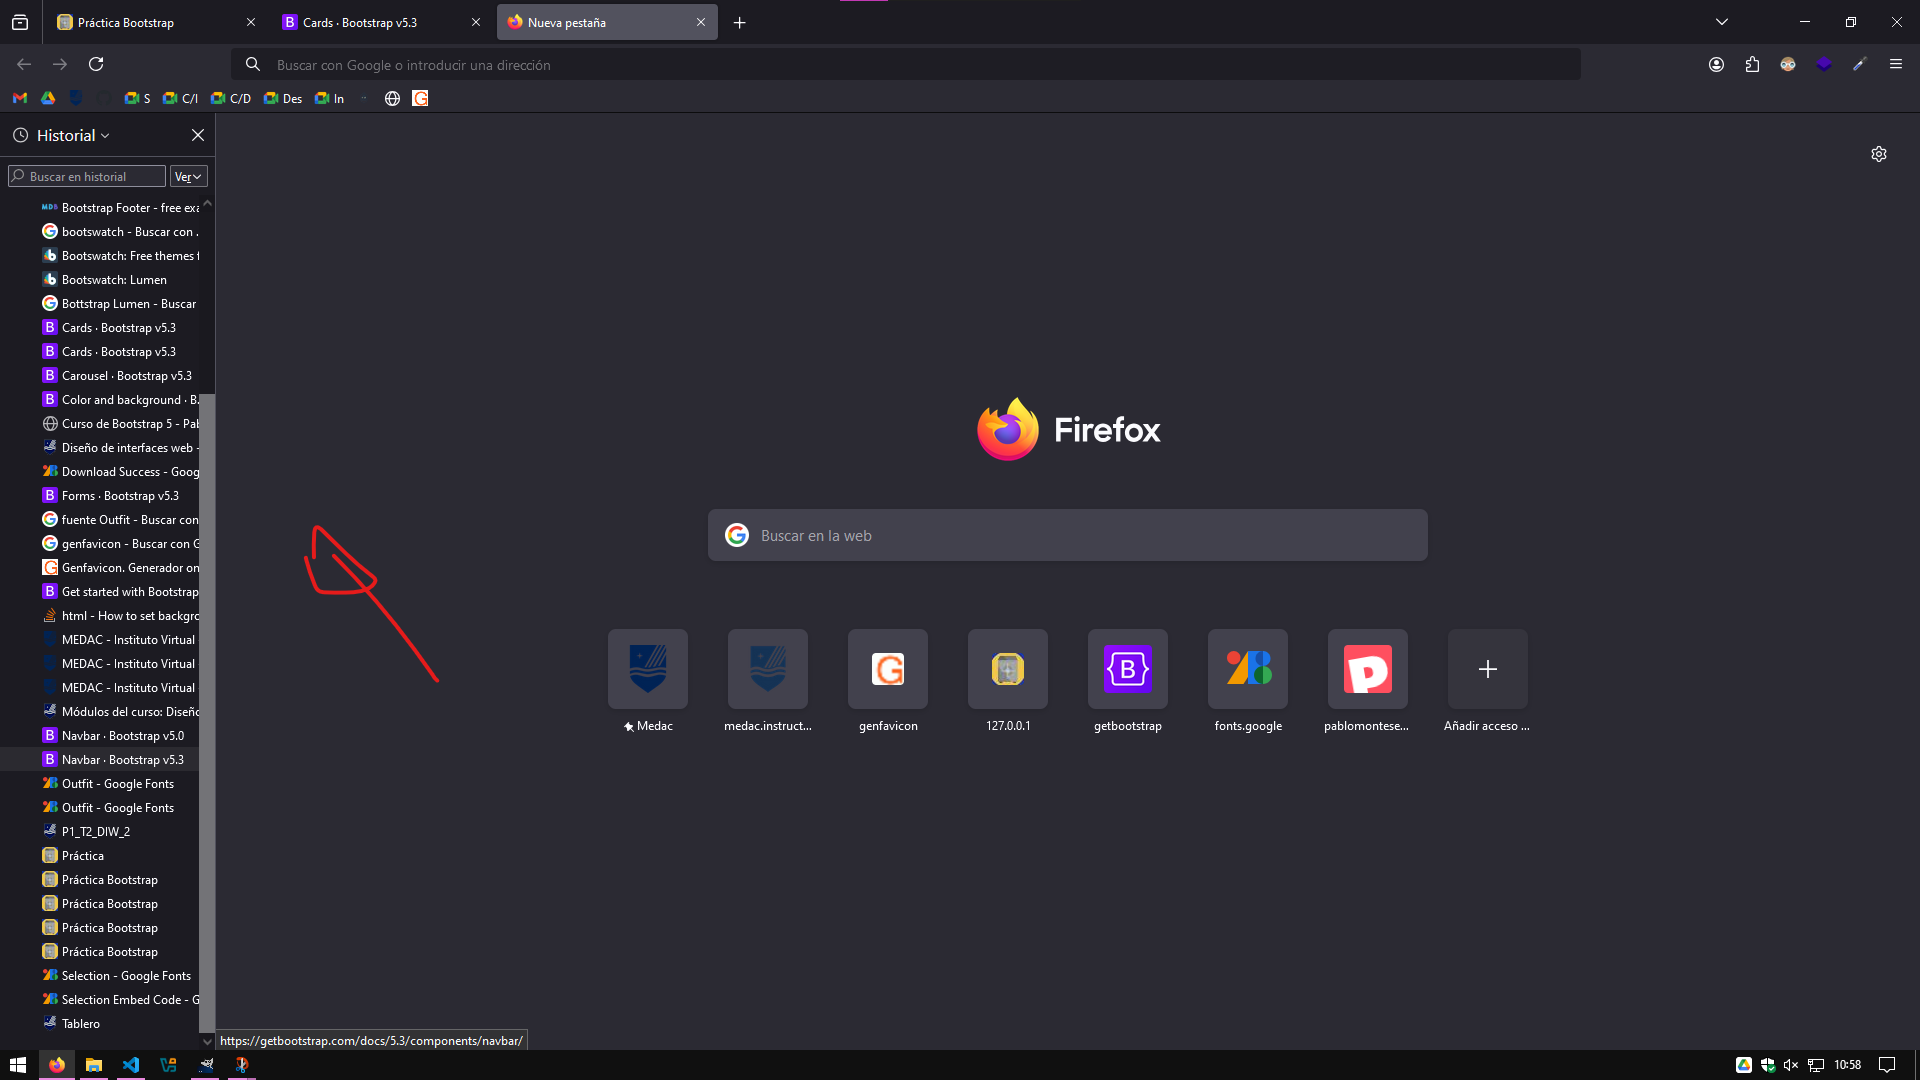 Práctica Bootstrap
Cards · Bootstrap v5.3
Nueva pestaña
Buscar con Google o introducir una dirección
S
C/I
C/D
Des
In
Historial
Buscar en historial
Ver
Bootstrap Footer - free exa
bootswatch - Buscar con .
Bootswatch: Free themes f
Bootswatch: Lumen
Bottstrap Lumen - Buscar
Cards · Bootstrap v5.3
Cards · Bootstrap v5.3
Carousel · Bootstrap v5.3
Color and background · B.
Curso de Bootstrap 5 - Pab
Diseño de interfaces web -
Download Success - Goog
Forms · Bootstrap v5.3
fuente Outfit - Buscar con
genfavicon - Buscar con G
Genfavicon. Generador on
Get started with Bootstrap
html - How to set backgro
MEDAC - Instituto Virtual
MEDAC - Instituto Virtual
MEDAC - Instituto Virtual
Módulos del curso: Diseño
Navbar · Bootstrap v5.0
Navbar · Bootstrap v5.3
Outfit - Google Fonts
Outfit - Google Fonts
P1_T2_DIW_2
Práctica
Práctica Bootstrap
Práctica Bootstrap
Práctica Bootstrap
Práctica Bootstrap
Selection - Google Fonts
Selection Embed Code - G
Tablero
Firefox
Buscar en la web
Medac
medac.instruct...
genfavicon
127.0.0.1
getbootstrap
fonts.google
pablomontese...
Añadir acceso ...
https://getbootstrap.com/docs/5.3/components/navbar/
10:58